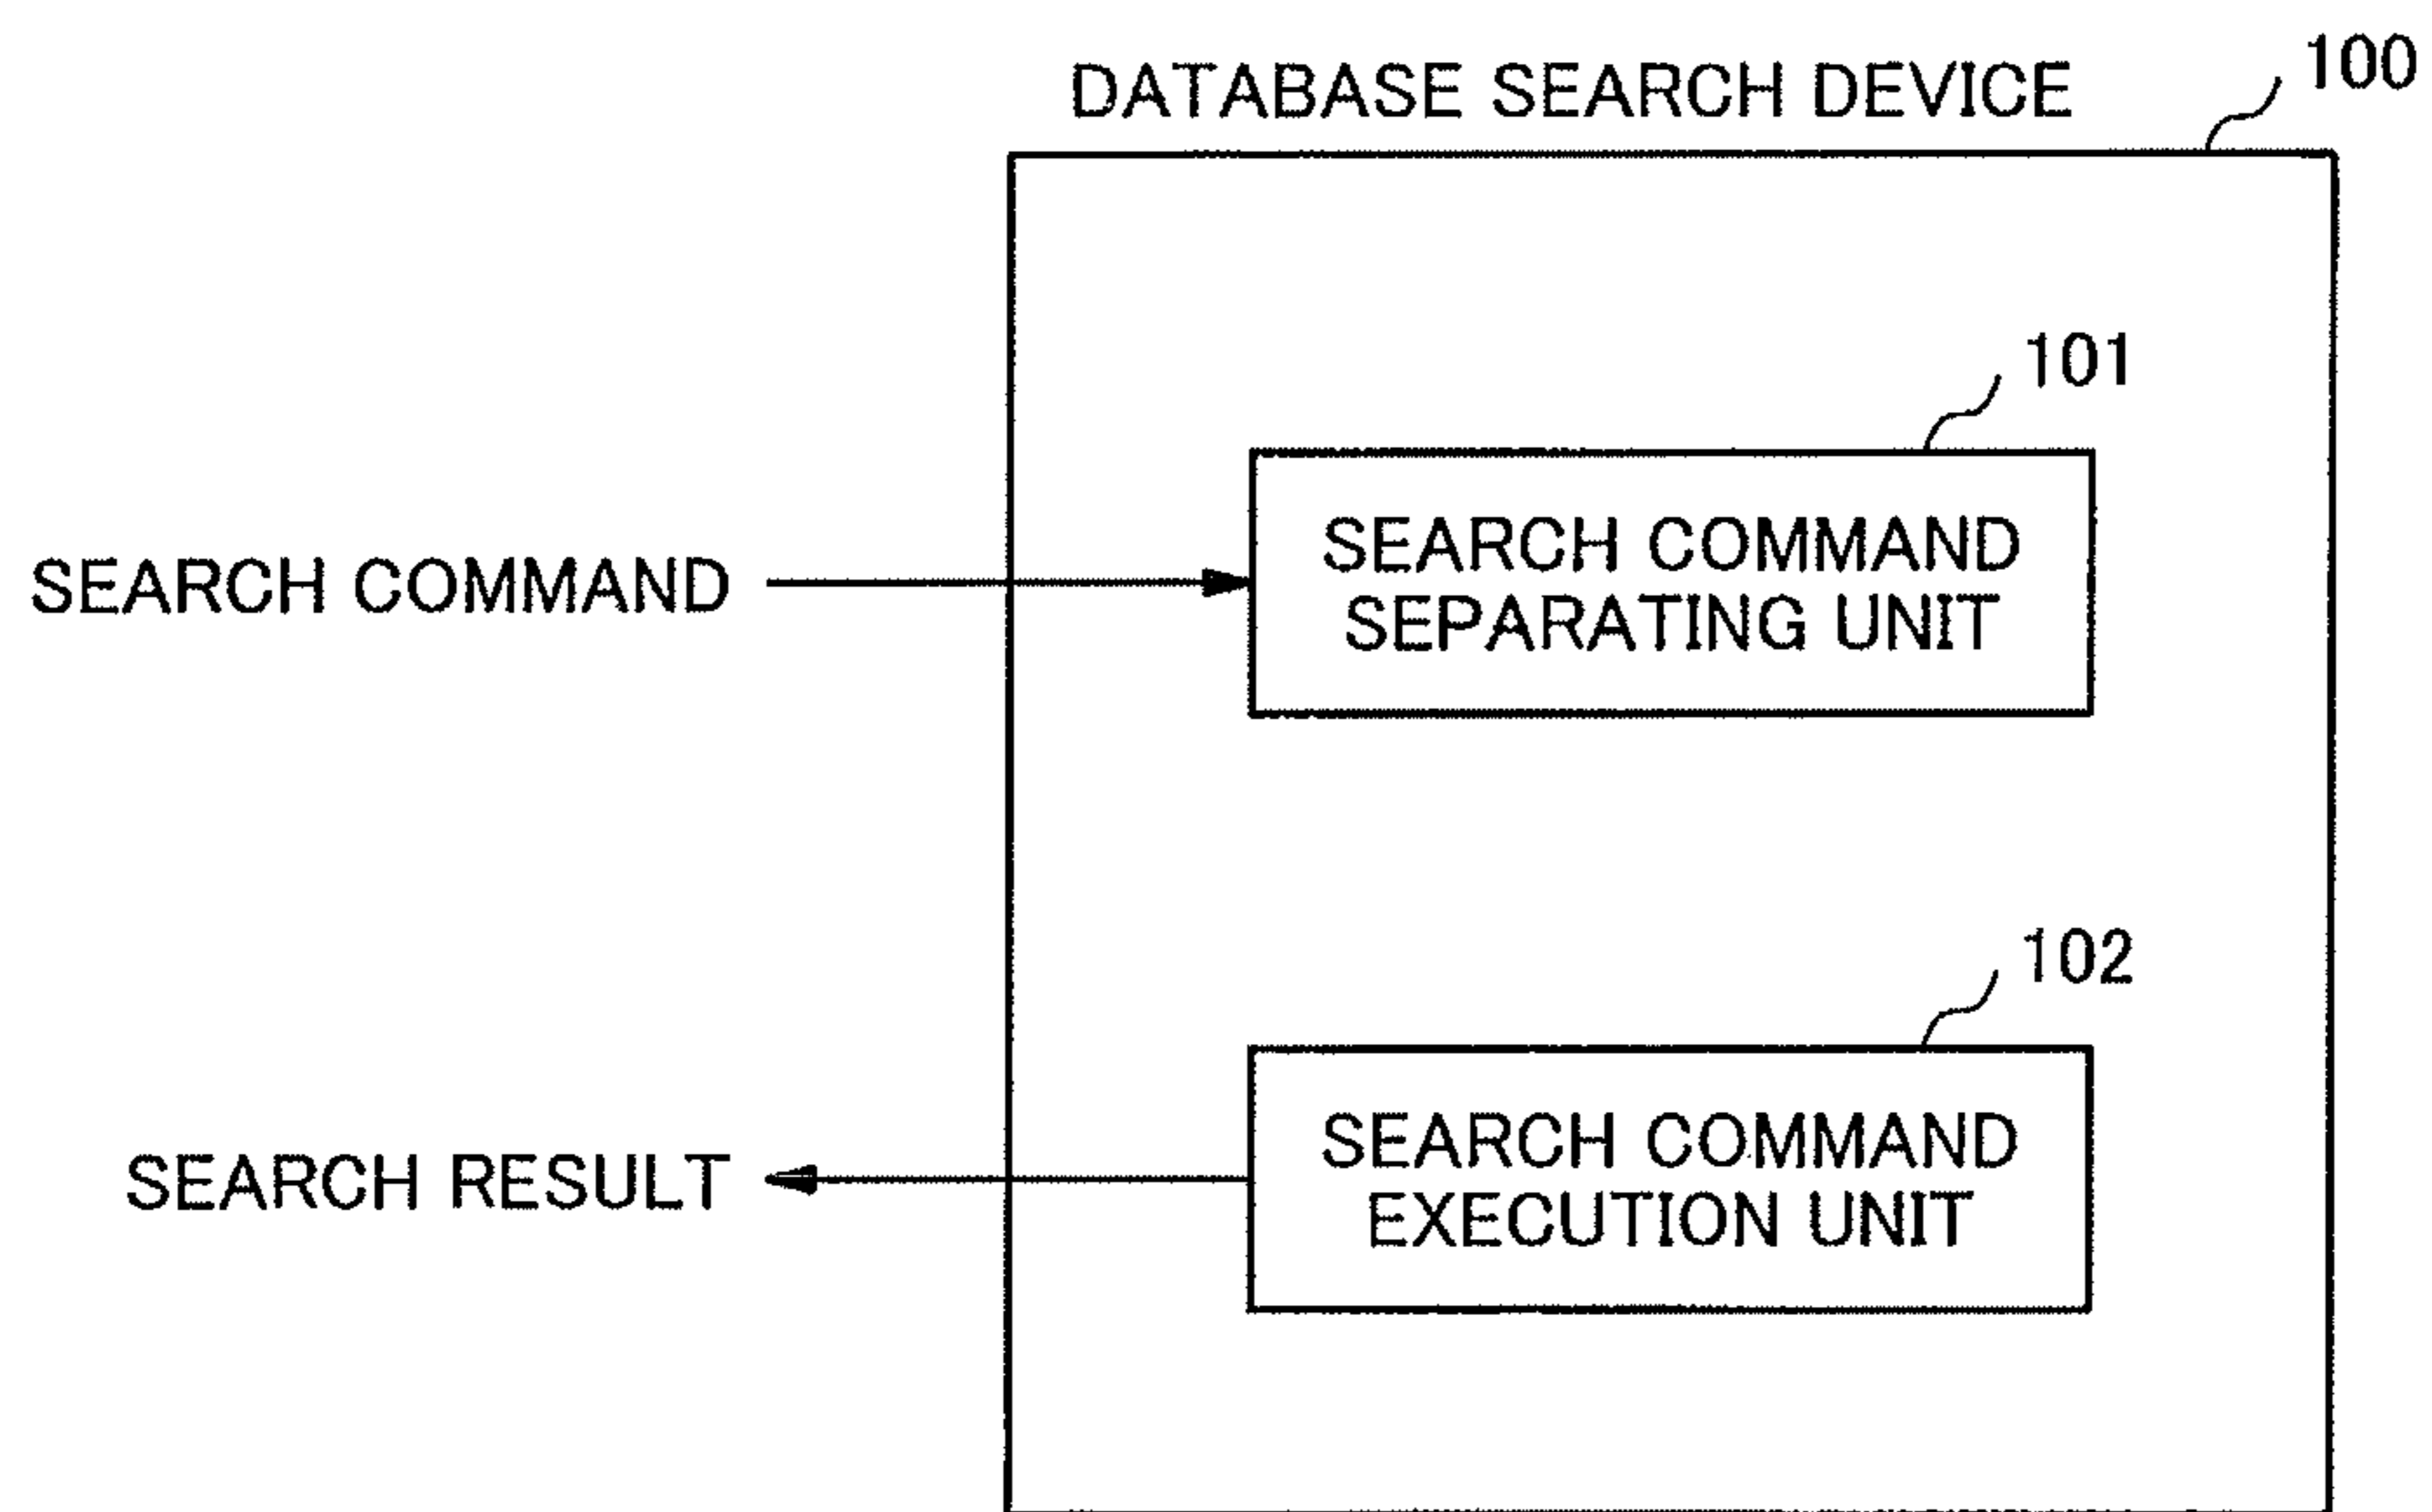 100
DATABASE SEARCH DEVICE
101
SEARCH COMMAND
SEARCH COMMAND
SEPARATING UNIT
102
SEARCH RESULT
SEARCH COMMAND
EXECUTION UNIT